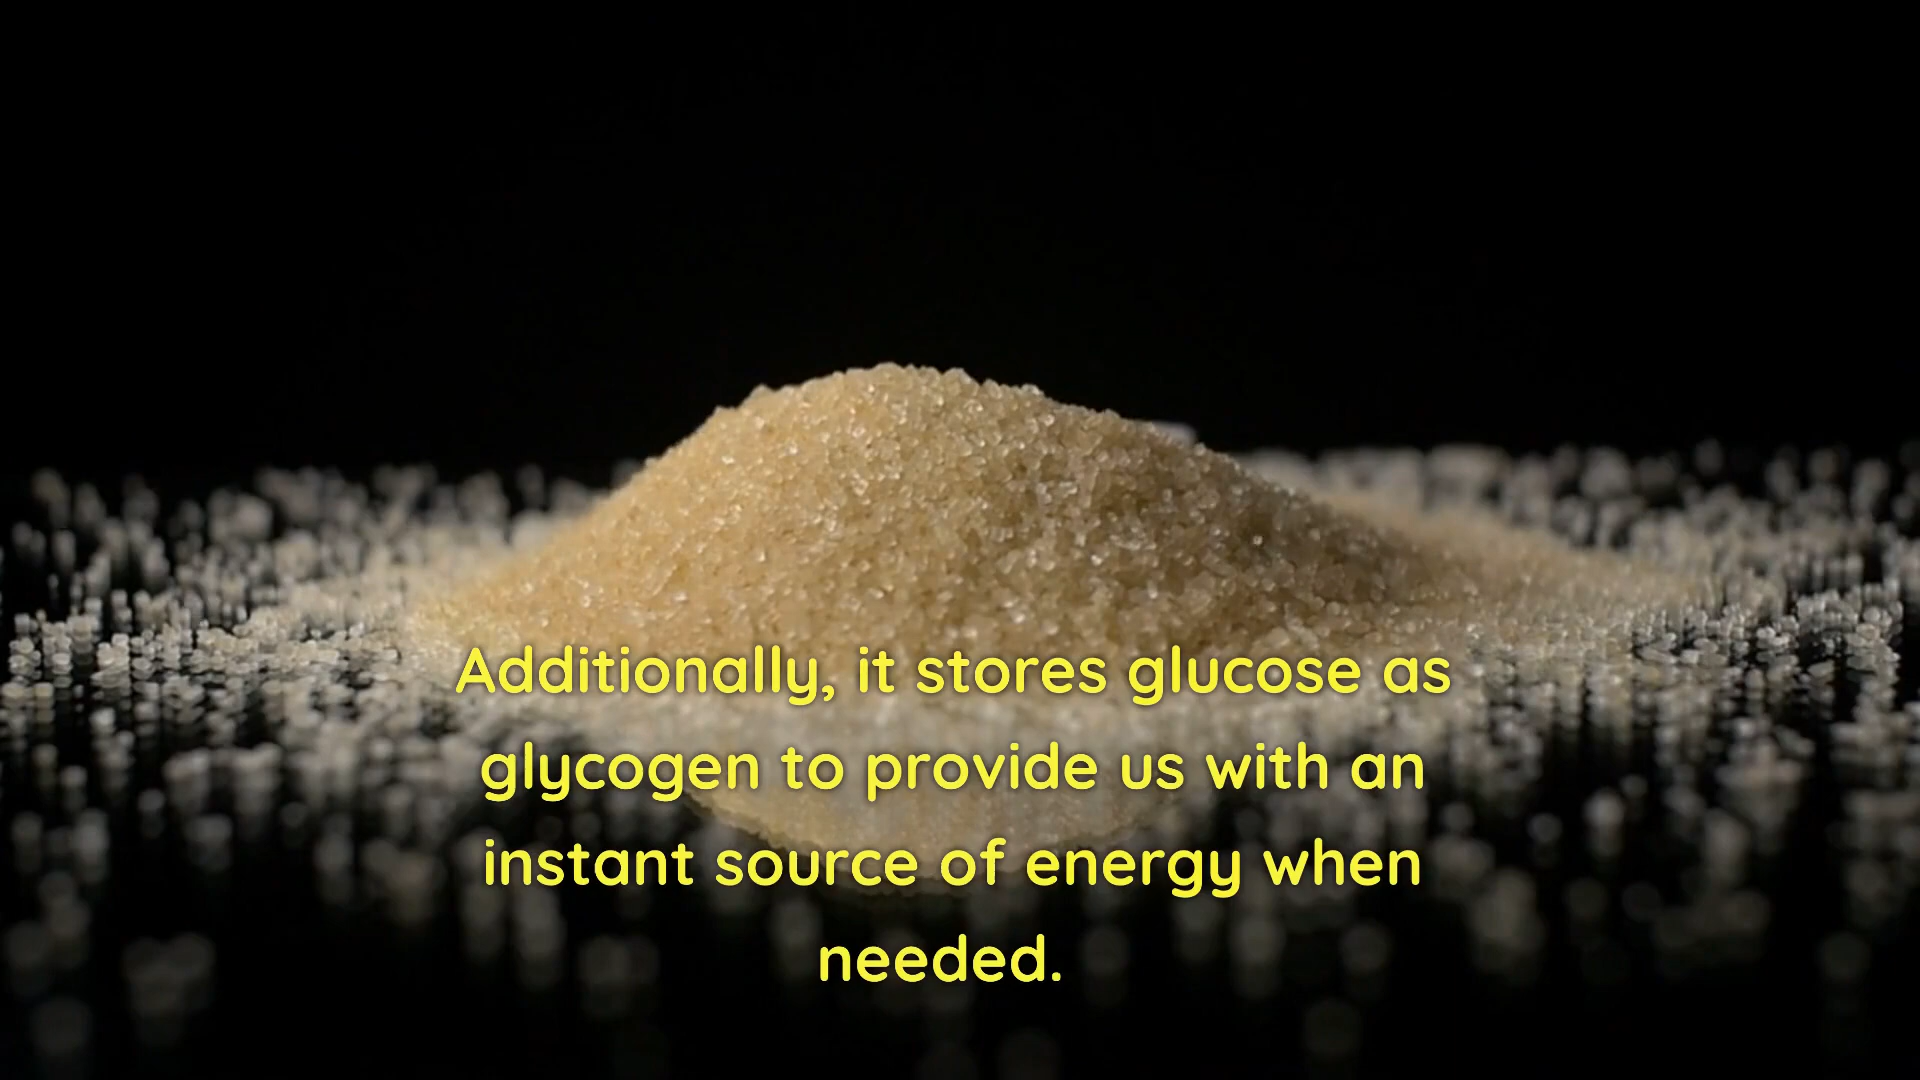 Additionally, it stores glucose as
glycogen to provide us with an
instant source of energy when
needed.